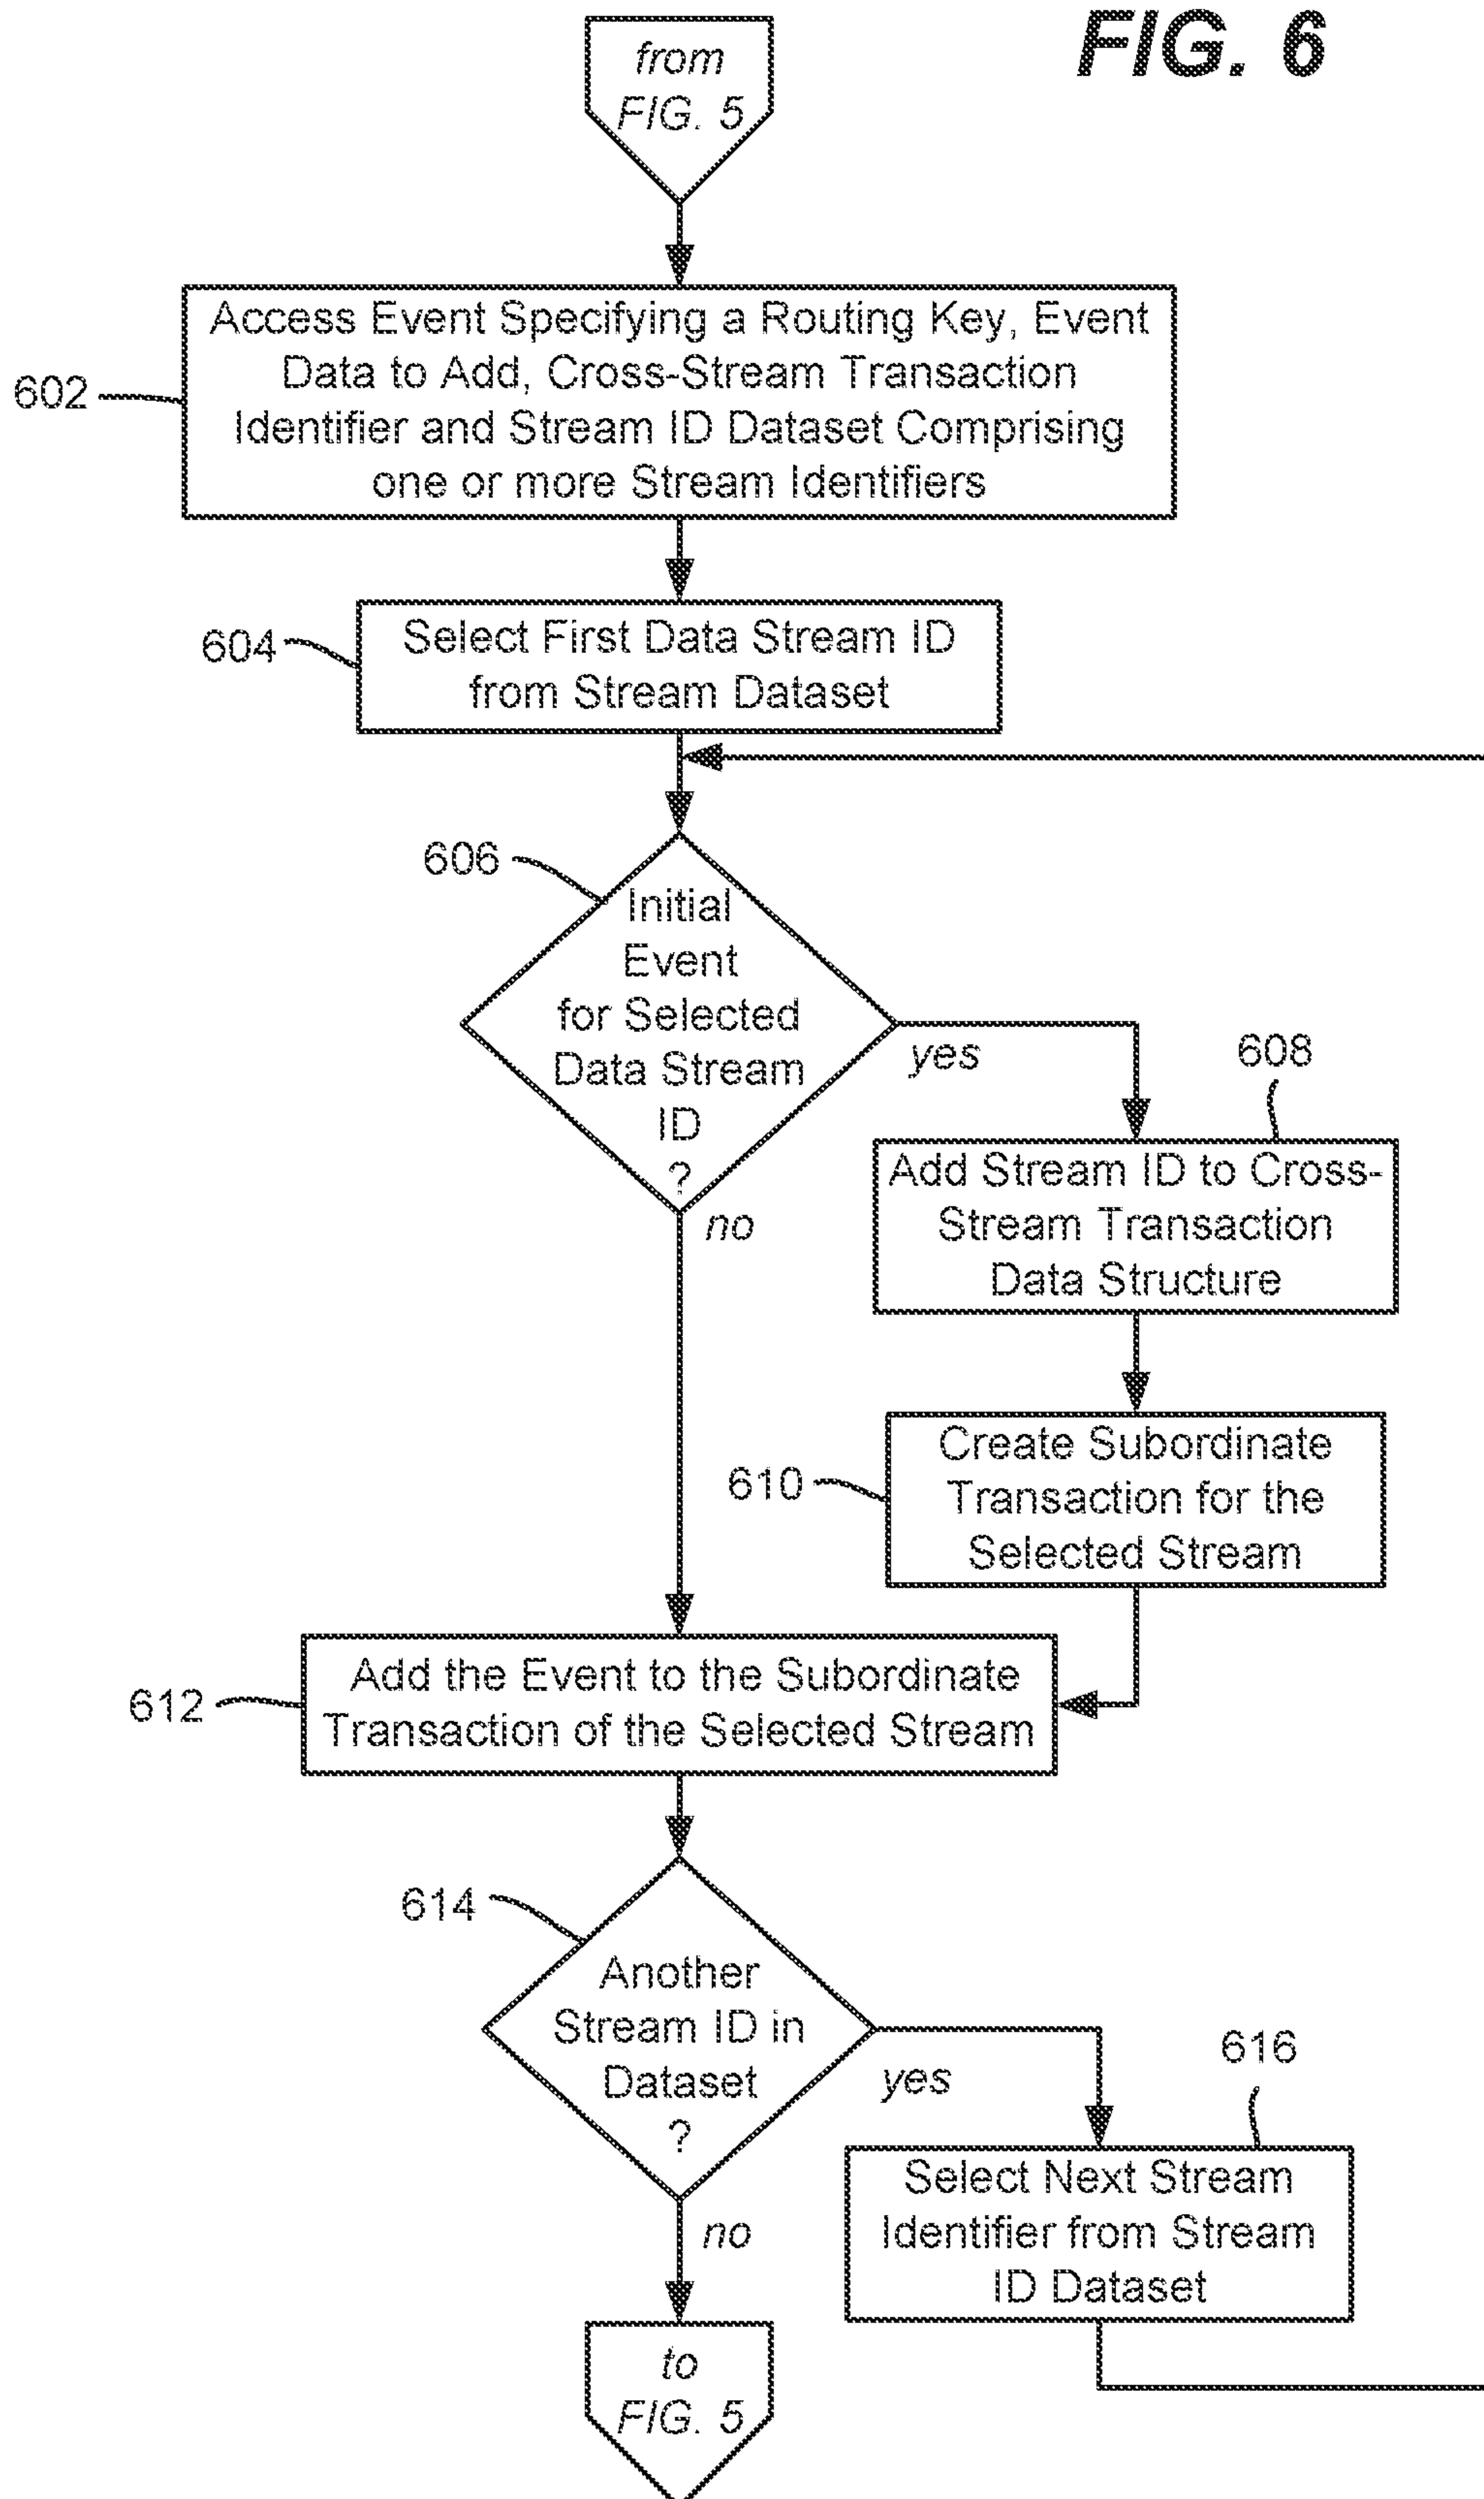 FIG. 6
from
FIG. 5
602
Access Event Specifying a Routing Key, Event
Data to Add, Cross-Stream Transaction
Identifier and Stream ID Dataset Comprising
one or more Stream Identifiers
604
Select First Data Stream ID
from Stream Dataset
606
Initial
Event
for Selected
Data Stream
ID
?
yes
no
608
Add Stream ID to Cross-
Stream Transaction
Data Structure
610
Create Subordinate
Transaction for the
Selected Stream
612
Add the Event to the Subordinate
Transaction of the Selected Stream
614
Another
Stream ID in
Dataset
?
yes
no
616
Select Next Stream
Identifier from Stream
ID Dataset
to
FIG. 5